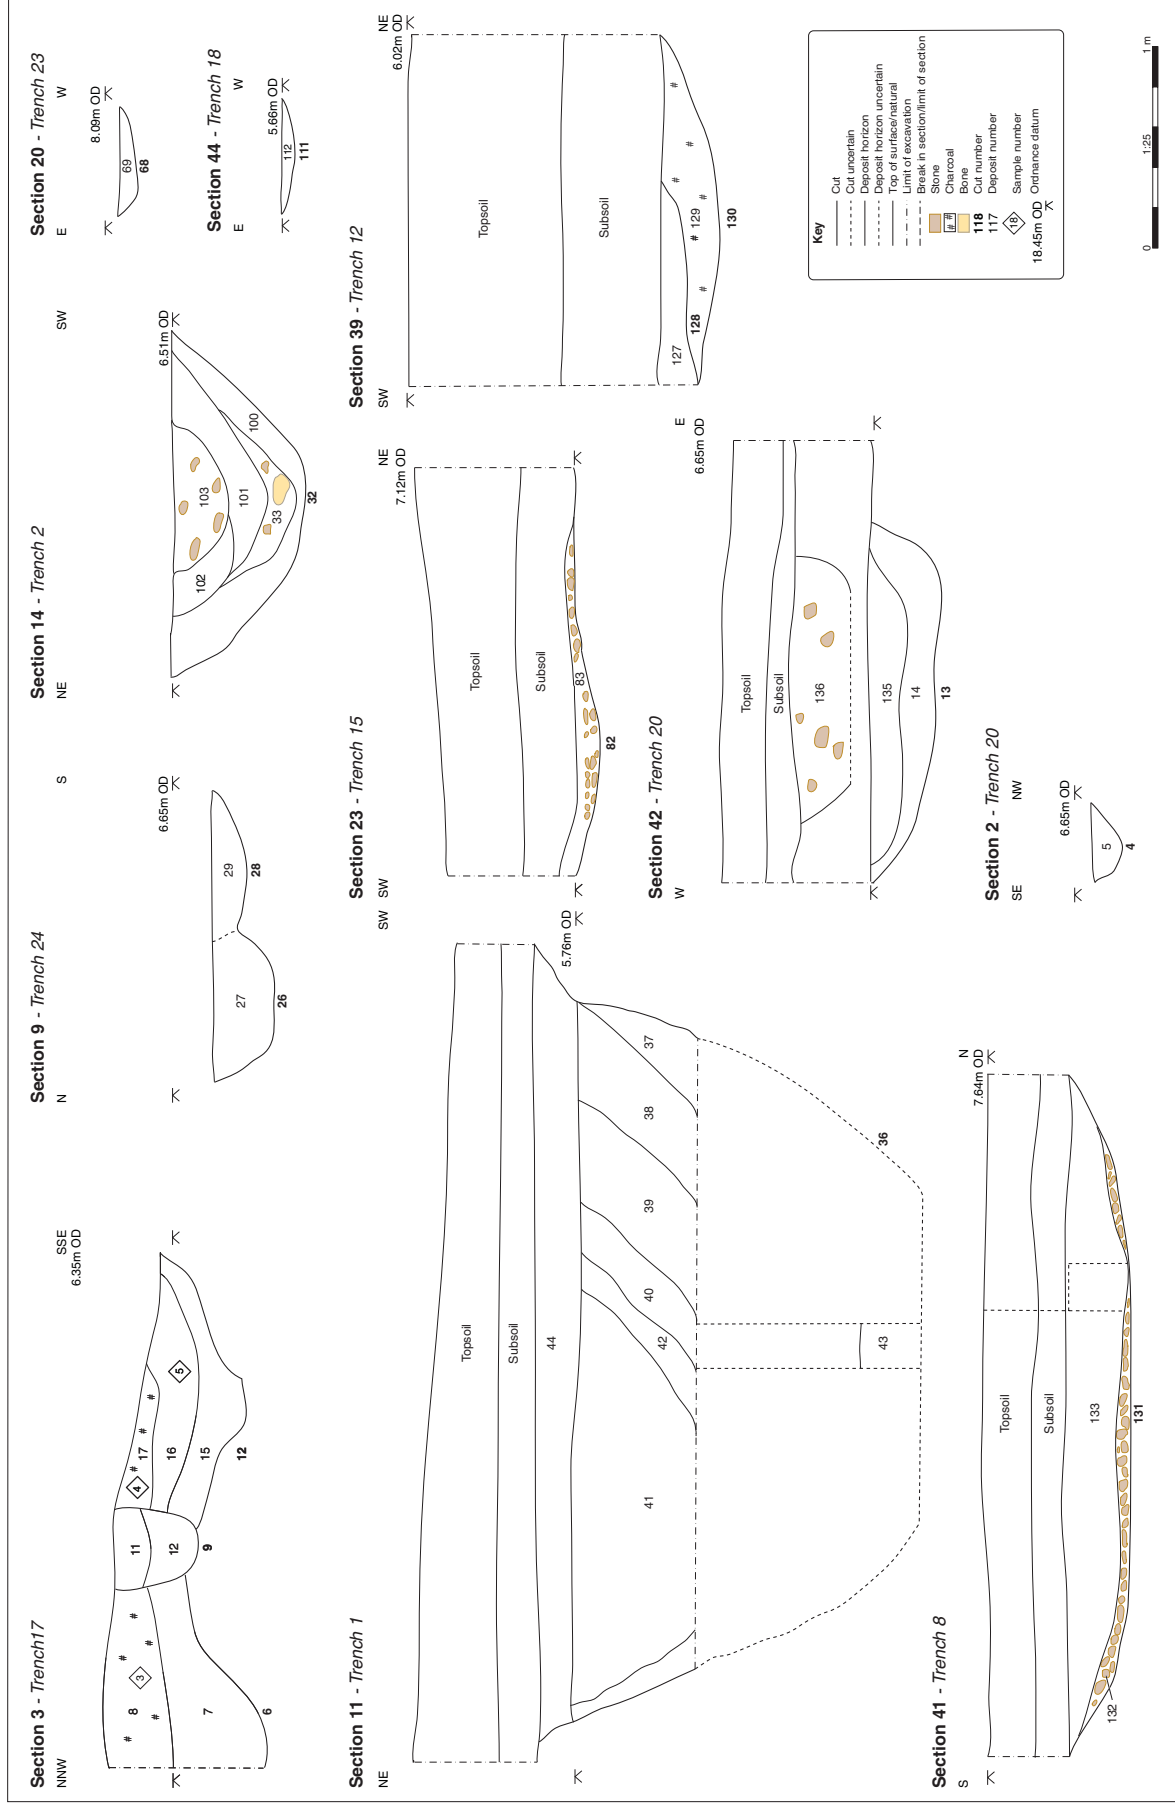 Section 3 - Trench17
NNW
SSE
6.35m OD
8
3
7
6
11
12
9
4
17
16
5
15
12
Section 9 - Trench 24
N
S
6.65m OD
27
26
29
28
Section 14 - Trench 2
NE
SW
6.51m OD
102
103
101
33
100
32
Section 20 - Trench 23
E
W
8.09m OD
69
68
Section 44 - Trench 18
E
W
5.66m OD
112
111
Section 11 - Trench 1
NE
SW
5.76m OD
Topsoil
Subsoil
44
41
42
40
39
38
37
43
36
Section 23 - Trench 15
SW
NE
7.12m OD
Topsoil
Subsoil
83
82
Section 39 - Trench 12
SW
NE
6.02m OD
Topsoil
Subsoil
127
128
129
130
Section 42 - Trench 20
W
E
6.65m OD
Topsoil
Subsoil
136
135
14
13
Section 41 - Trench 8
S
N
7.64m OD
Topsoil
Subsoil
133
132
131
Section 2 - Trench 20
SE
NW
6.65m OD
5
4
Key
Cut
Cut uncertain
Deposit horizon
Deposit horizon uncertain
Top of surface/natural
Limit of excavation
Break in section/limit of section
Stone
Charcoal
Bone
118 Cut number
117 Deposit number
18 Sample number
18.45m OD Ordnance datum
0 1:25 1 m